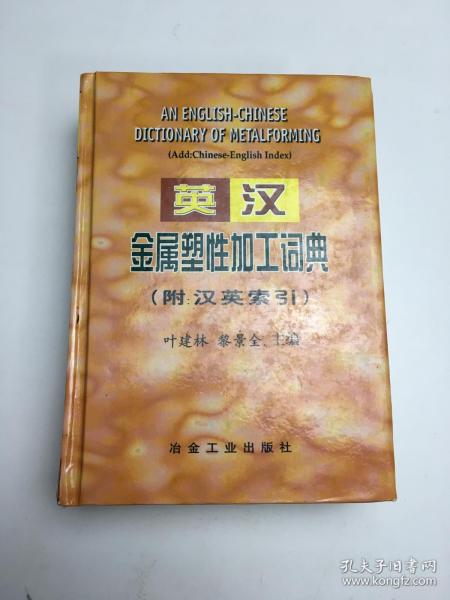 AN ENGLISH-CHINESE
DICTIONARY OF METALFORMING
(Add:Chinese-English Index)
英汉
金属塑性加工词典
(附:汉英索引)
叶建林 黎景全 主编
冶金工业出版社
孔夫子旧书网
www.kongfz.com